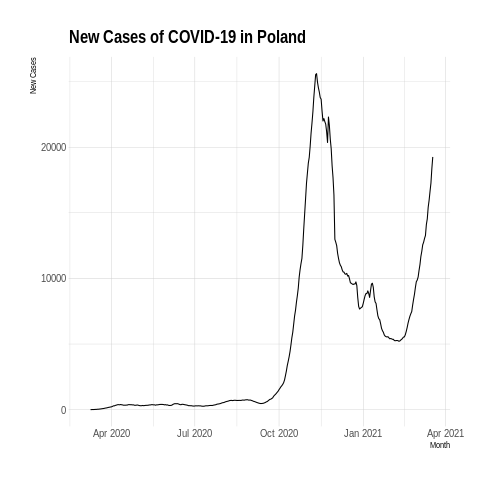 New Cases of COVID-19 in Poland
New Cases
20000
10000
0
Apr 2020 Jul 2020 Oct 2020 Jan 2021 Apr 2021
Month